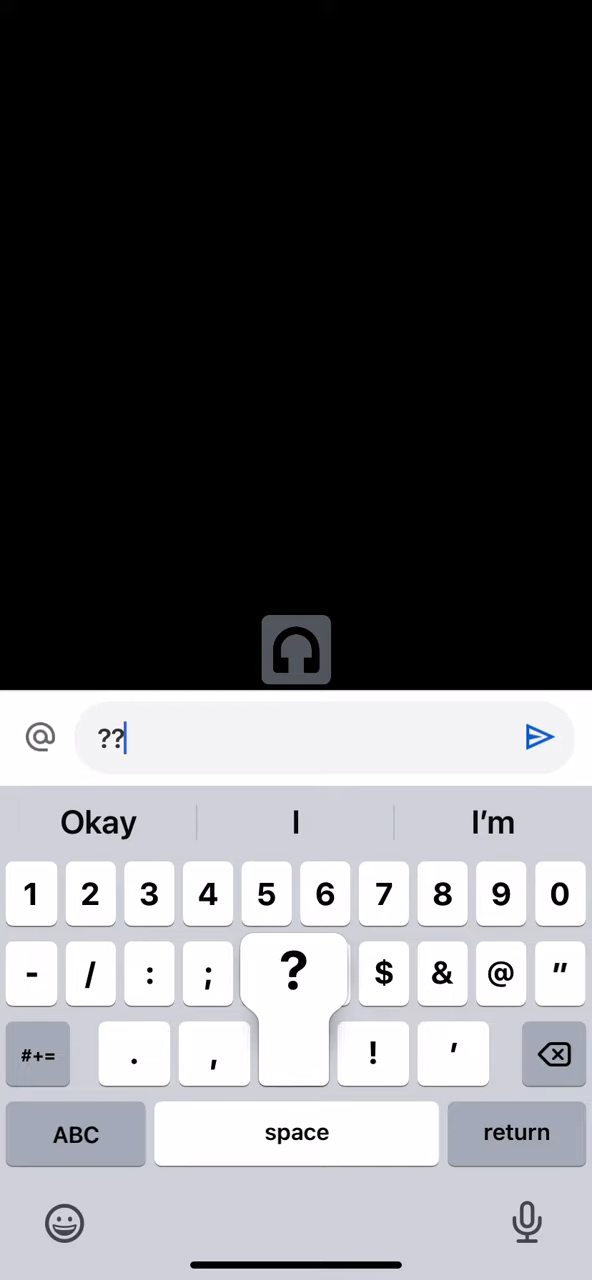 @ ??
Okay I I'm
1 2 3 4 5 6 7 8 9 0
- / : ; $ & @ "
?
#+= . , ! '
ABC space return